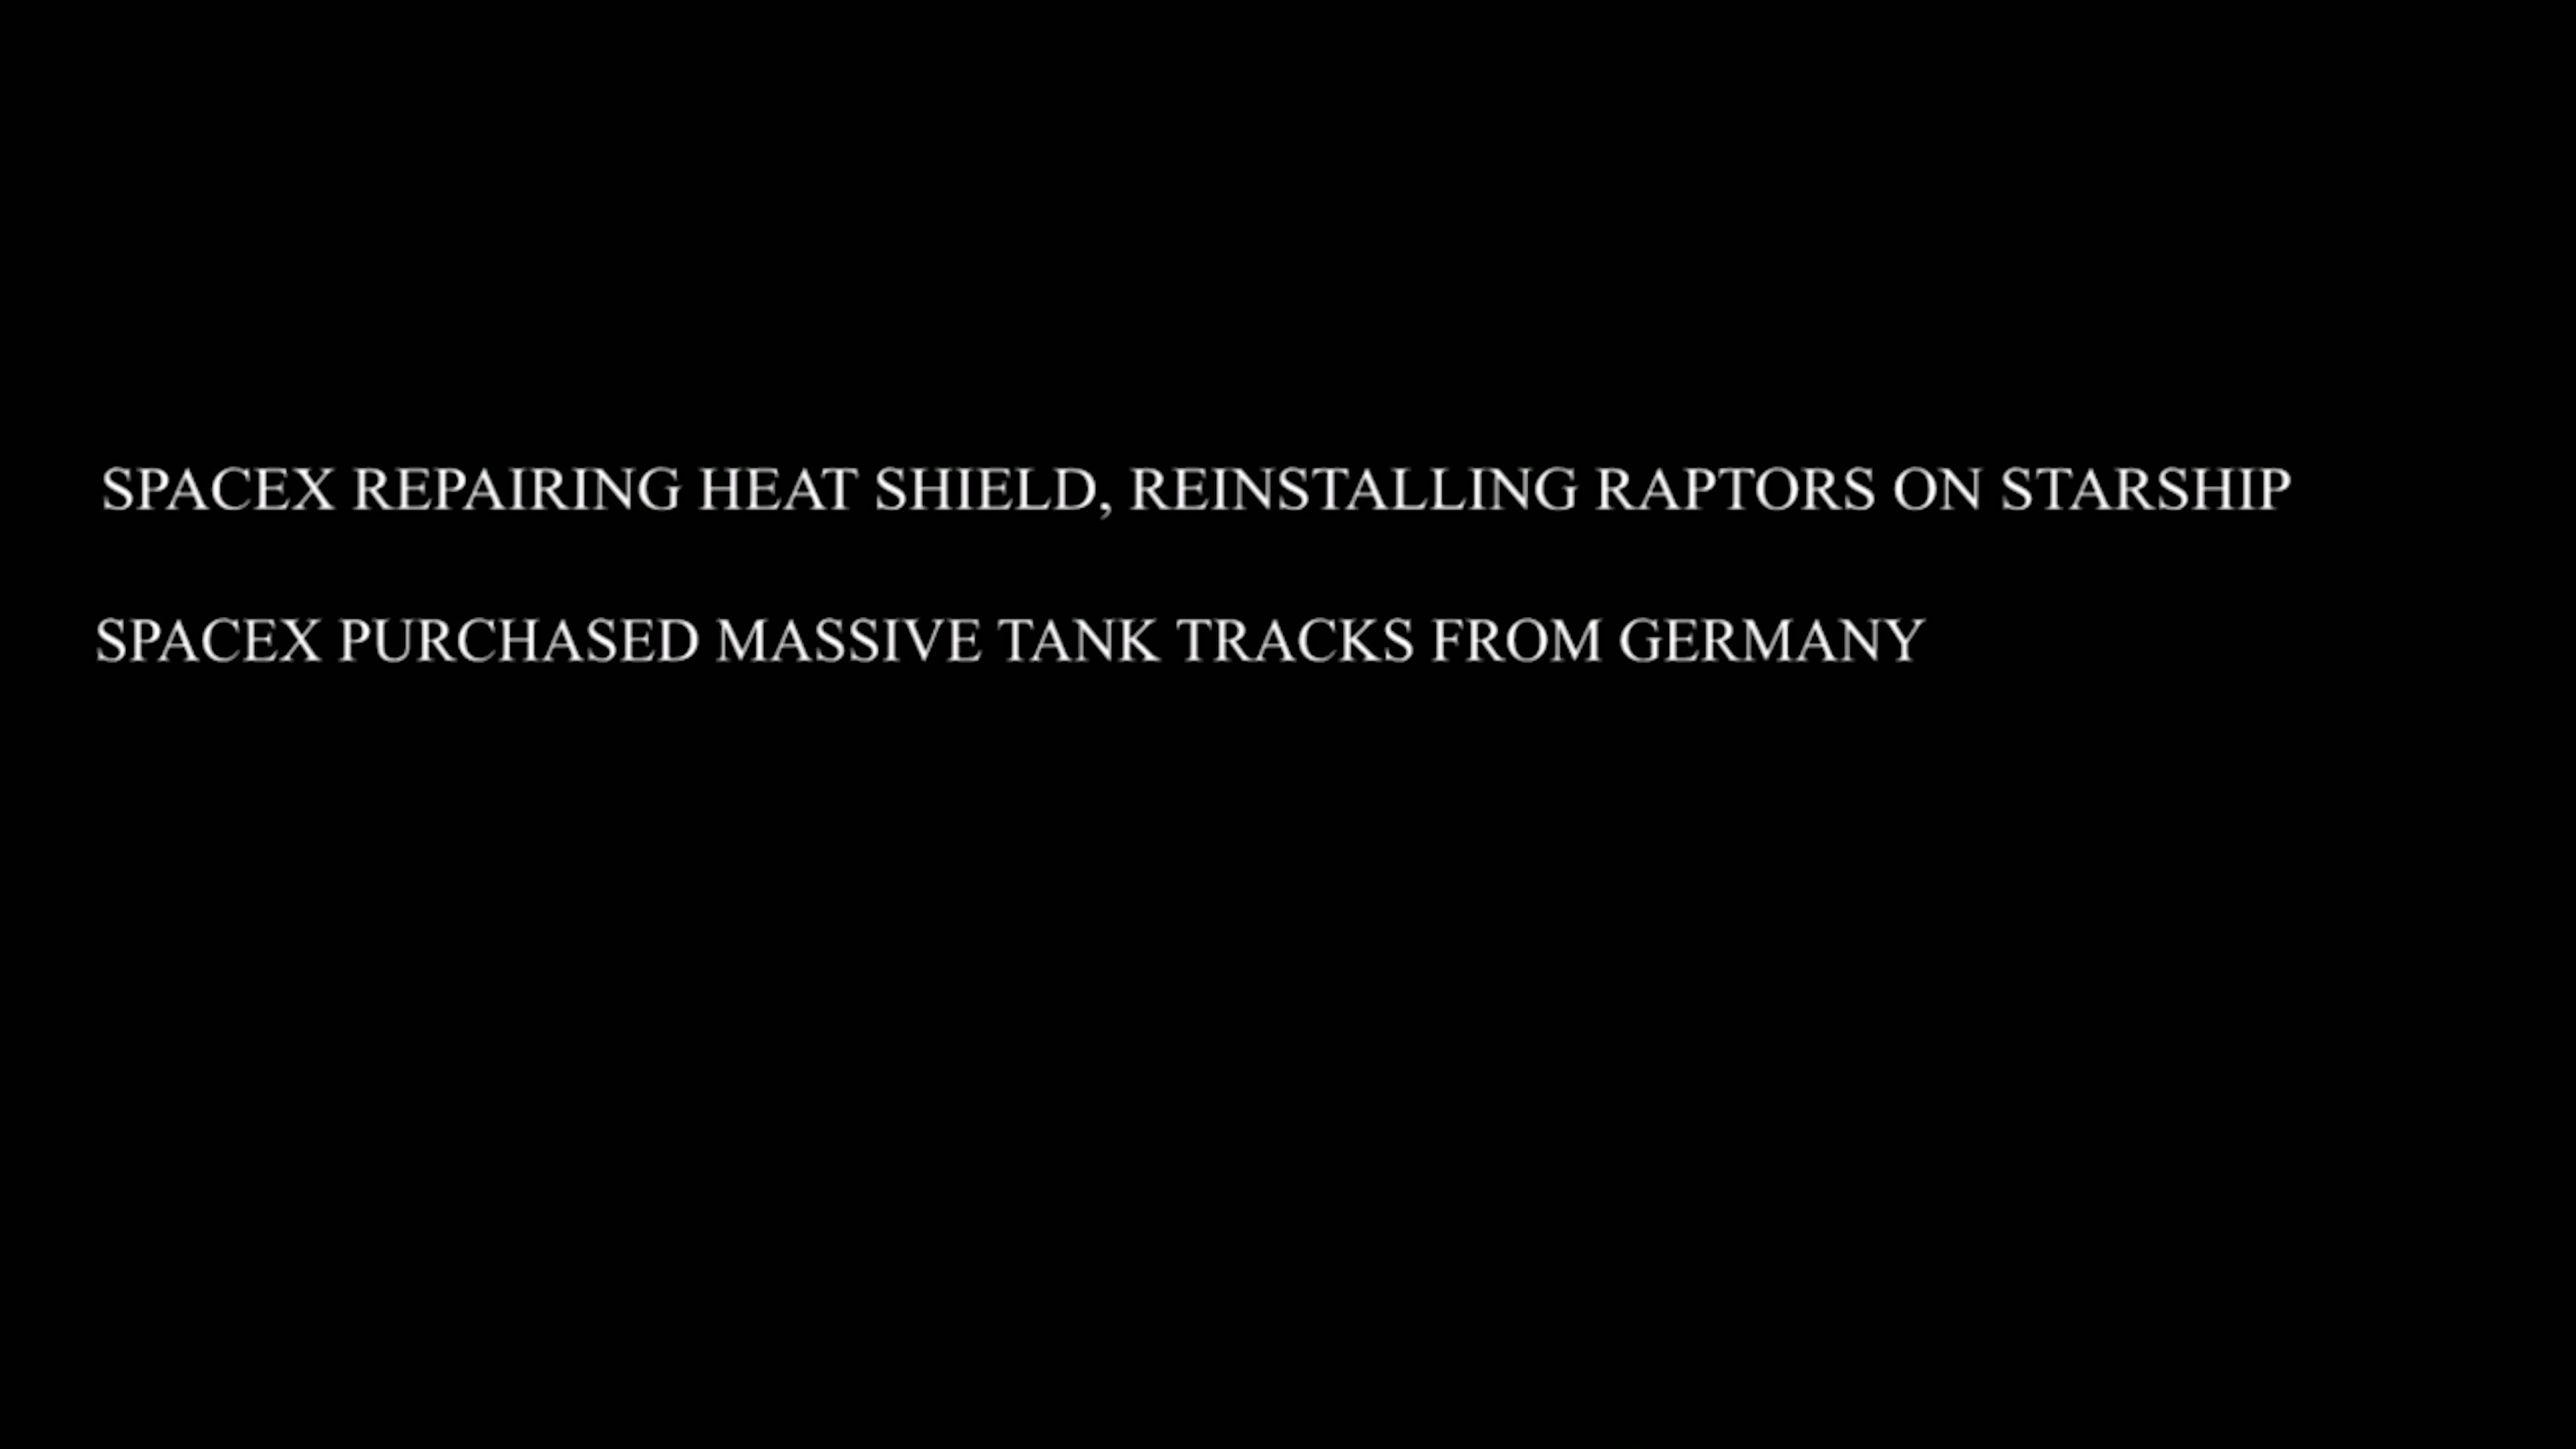 SPACEX REPAIRING HEAT SHIELD, REINSTALLING RAPTORS ON STARSHIP
SPACEX PURCHASED MASSIVE TANK TRACKS FROM GERMANY